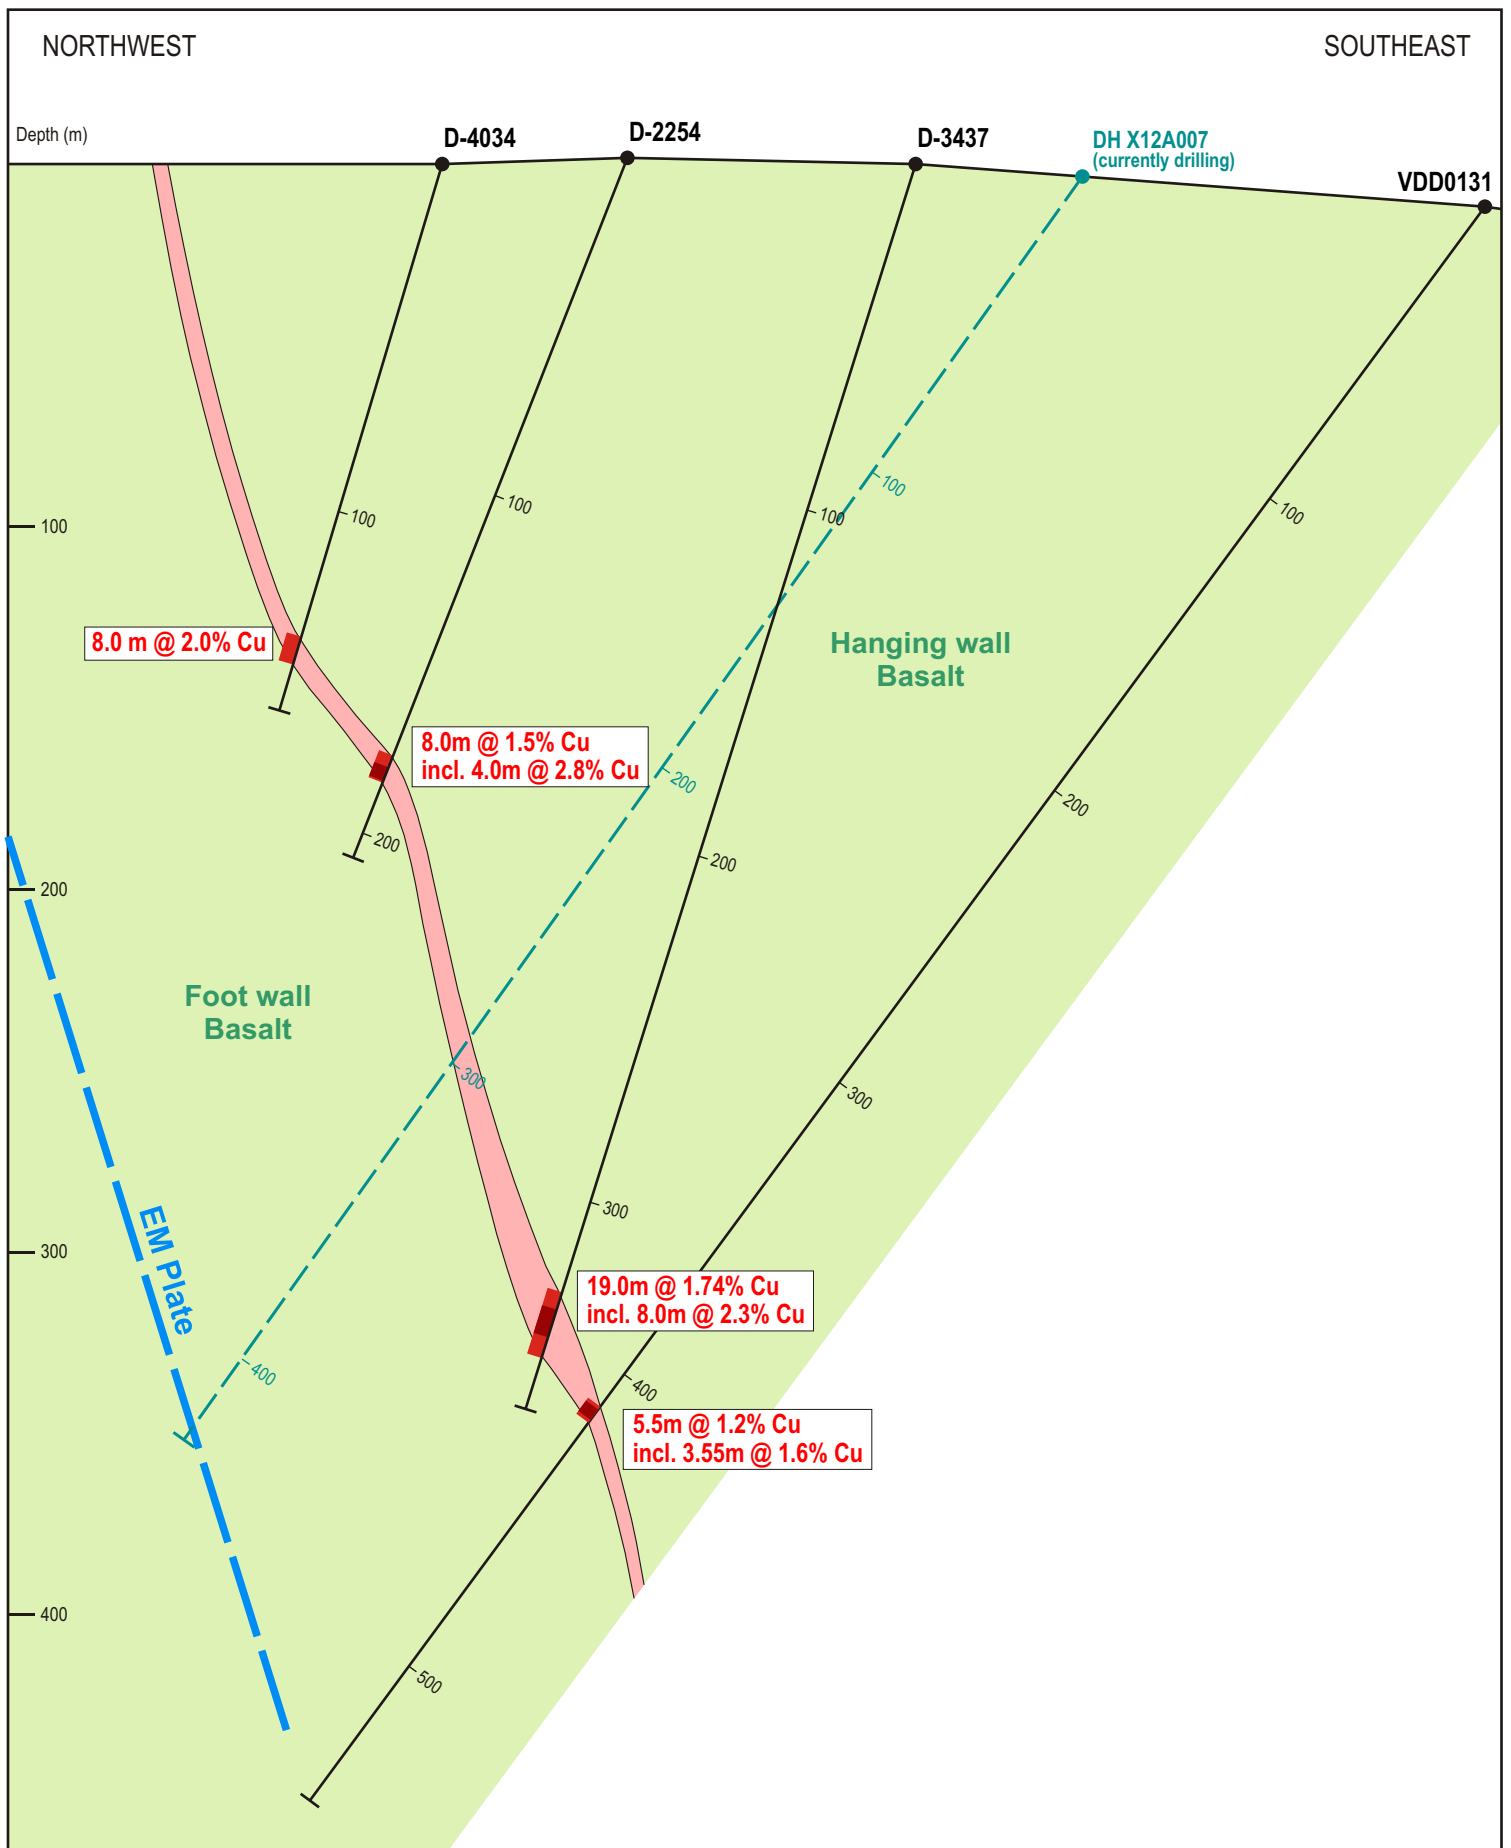 NORTHWEST
SOUTHEAST
Depth (m)
D-4034
D-2254
D-3437
DH X12A007
(currently drilling)
VDD0131
100
100
100
100
100
100
8.0 m @ 2.0% Cu
Hanging wall
Basalt
8.0m @ 1.5% Cu
incl. 4.0m @ 2.8% Cu
200
200
200
200
200
Foot wall
Basalt
300
300
300
300
EM Plate
19.0m @ 1.74% Cu
incl. 8.0m @ 2.3% Cu
400
400
5.5m @ 1.2% Cu
incl. 3.55m @ 1.6% Cu
400
500